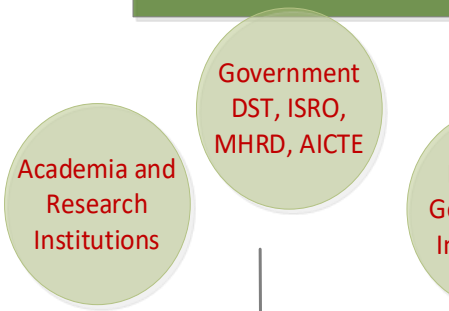 Government
DST, ISRO,
MHRD, AICTE
Academia and
Research
Institutions